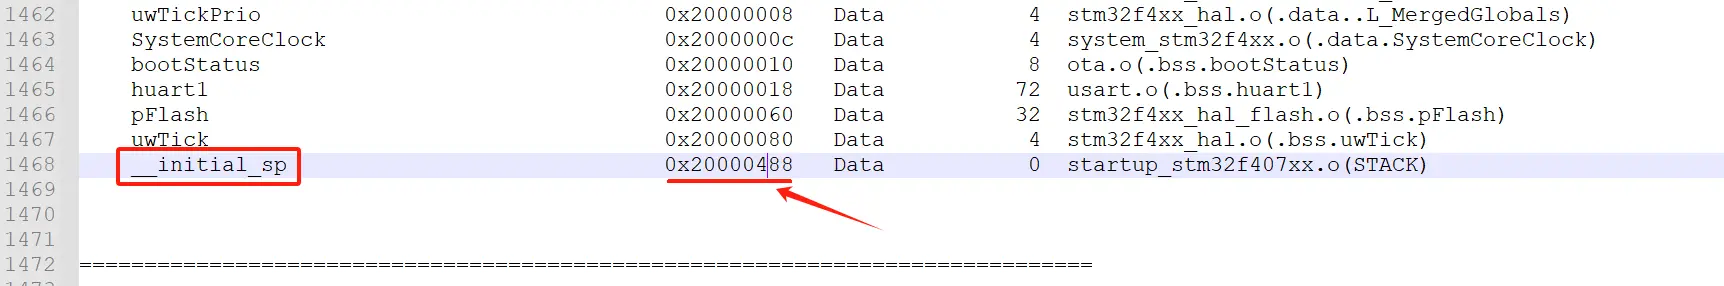 1462 uwTickPrio 0x20000008 Data 4 stm32f4xx_hal.o(.data..L_MergedGlobals)
1463 SystemCoreClock 0x2000000c Data 4 system_stm32f4xx.o(.data.SystemCoreClock)
1464 bootStatus 0x20000010 Data 8 ota.o(.bss.bootStatus)
1465 huart1 0x20000018 Data 72 usart.o(.bss.huart1)
1466 pFlash 0x20000060 Data 32 stm32f4xx_hal_flash.o(.bss.pFlash)
1467 uwTick 0x20000080 Data 4 stm32f4xx_hal.o(.bss.uwTick)
1468 __initial_sp 0x20000488 Data 0 startup_stm32f407xx.o(STACK)
1469
1470
1471
1472 ==============================================================================